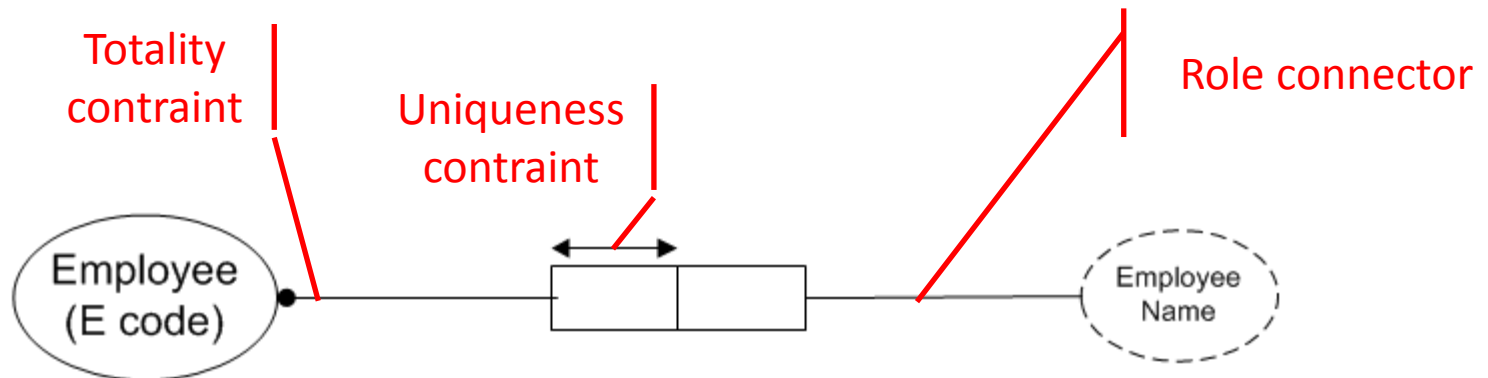 Totality
contraint
Uniqueness
contraint
Role connector
Employee
(E code)
Employee
Name